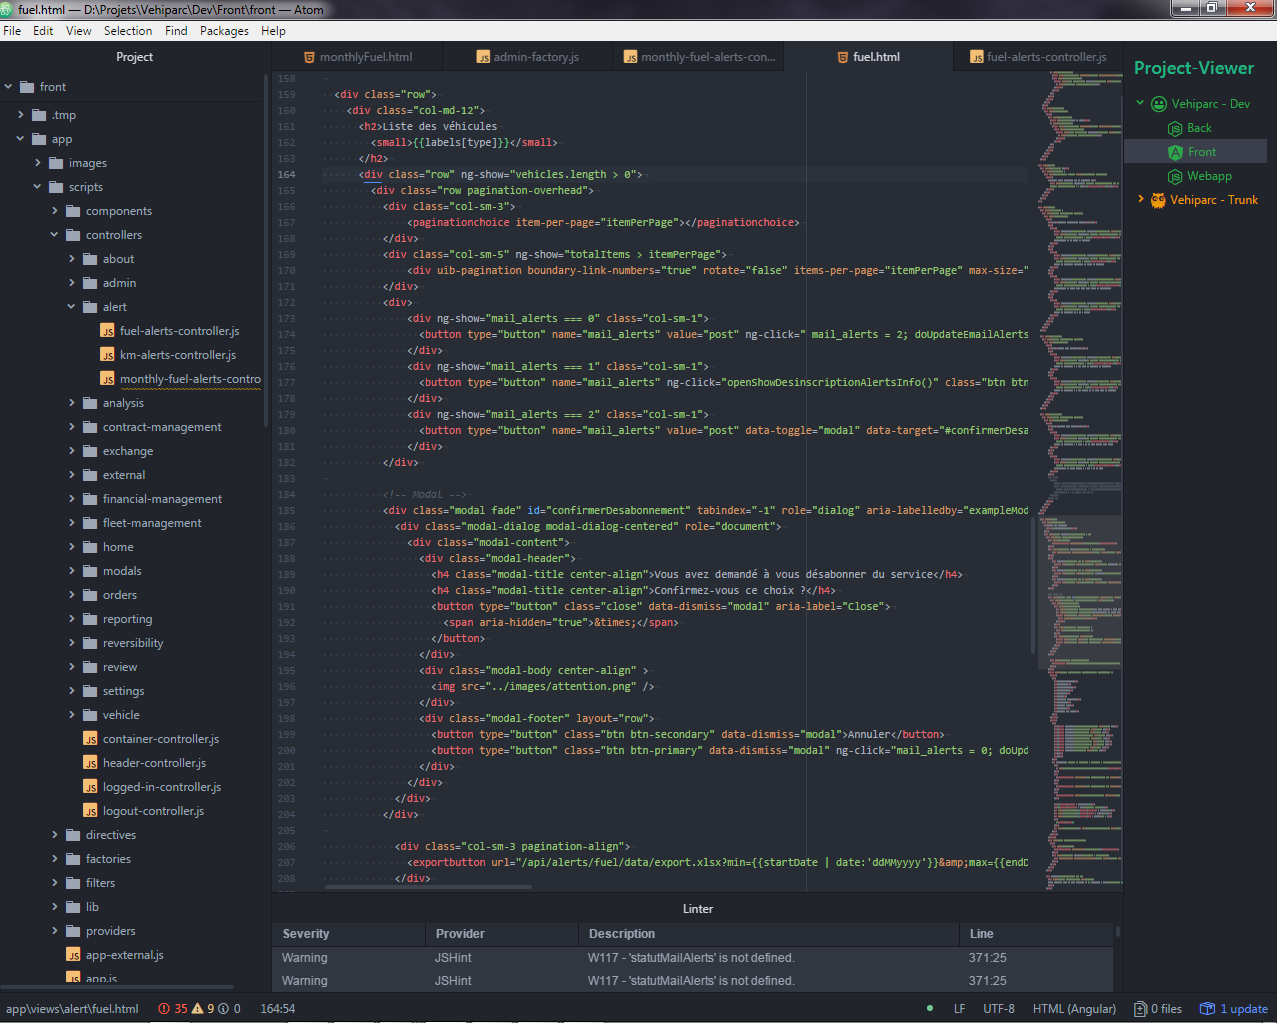 fuel.html — D:\Projets\Vehiparc\Dev\Front\front — Atom
File Edit View Selection Find Packages Help
Project
front
.tmp
app
images
scripts
components
controllers
about
admin
alert
fuel-alerts-controller.js
km-alerts-controller.js
monthly-fuel-alerts-contro
analysis
contract-management
exchange
external
financial-management
fleet-management
home
modals
orders
reporting
reversibility
review
settings
vehicle
container-controller.js
header-controller.js
logged-in-controller.js
logout-controller.js
directives
factories
filters
lib
providers
app-external.js
app.js
monthlyFuel.html admin-factory.js monthly-fuel-alerts-con... fuel.html fuel-alerts-controller.js
158
159 <div class="row">
160 <div class="col-md-12">
161 <h2>Liste des véhicules
162 <small>{{labels[type]}}</small>
163 </h2>
164 <div class="row" ng-show="vehicles.length > 0">
165 <div class="row pagination-overhead">
166 <div class="col-sm-3">
167 <paginationchoice item-per-page="itemPerPage"></paginationchoice>
168 </div>
169 <div class="col-sm-5" ng-show="totalItems > itemPerPage">
170 <div uib-pagination boundary-link-numbers="true" rotate="false" items-per-page="itemPerPage" max-size="
171 </div>
172 <div>
173 <div ng-show="mail_alerts === 0" class="col-sm-1">
174 <button type="button" name="mail_alerts" value="post" ng-click=" mail_alerts = 2; doUpdateEmailAlerts
175 </div>
176 <div ng-show="mail_alerts === 1" class="col-sm-1">
177 <button type="button" name="mail_alerts" ng-click="openShowDesinscriptionAlertsInfo()" class="btn btn
178 </div>
179 <div ng-show="mail_alerts === 2" class="col-sm-1">
180 <button type="button" name="mail_alerts" value="post" data-toggle="modal" data-target="#confirmerDesa
181 </div>
182 </div>
183
184 <!-- Modal -->
185 <div class="modal fade" id="confirmerDesabonnement" tabindex="-1" role="dialog" aria-labelledby="exampleMod
186 <div class="modal-dialog modal-dialog-centered" role="document">
187 <div class="modal-content">
188 <div class="modal-header">
189 <h4 class="modal-title center-align">Vous avez demandé à vous désabonner du service</h4>
190 <h4 class="modal-title center-align">Confirmez-vous ce choix ?</h4>
191 <button type="button" class="close" data-dismiss="modal" aria-label="Close">
192 <span aria-hidden="true">&times;</span>
193 </button>
194 </div>
195 <div class="modal-body center-align" >
196 <img src="../images/attention.png" />
197 </div>
198 <div class="modal-footer" layout="row">
199 <button type="button" class="btn btn-secondary" data-dismiss="modal">Annuler</button>
200 <button type="button" class="btn btn-primary" data-dismiss="modal" ng-click="mail_alerts = 0; doUpd
201 </div>
202 </div>
203 </div>
204 </div>
205
206 <div class="col-sm-3 pagination-align">
207 <exportbutton url="/api/alerts/fuel/data/export.xlsx?min={{startDate | date:'ddMMyyyy'}}&amp;max={{endD
208 </div>
Project-Viewer
Vehiparc - Dev
Back
Front
Webapp
Vehiparc - Trunk
Linter
Severity Provider Description Line
Warning JSHint W117 - 'statutMailAlerts' is not defined. 371:25
Warning JSHint W117 - 'statutMailAlerts' is not defined. 371:25
app\views\alert\fuel.html 35 9 0 164:54 LF UTF-8 HTML (Angular) 0 files 1 update